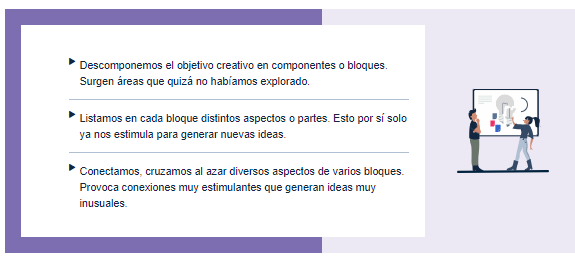 Descomponemos el objetivo creativo en componentes o bloques.
Surgen áreas que quizá no habíamos explorado.
Listamos en cada bloque distintos aspectos o partes. Esto por sí solo
ya nos estimula para generar nuevas ideas.
Conectamos, cruzamos al azar diversos aspectos de varios bloques.
Provoca conexiones muy estimulantes que generan ideas muy
inusuales.